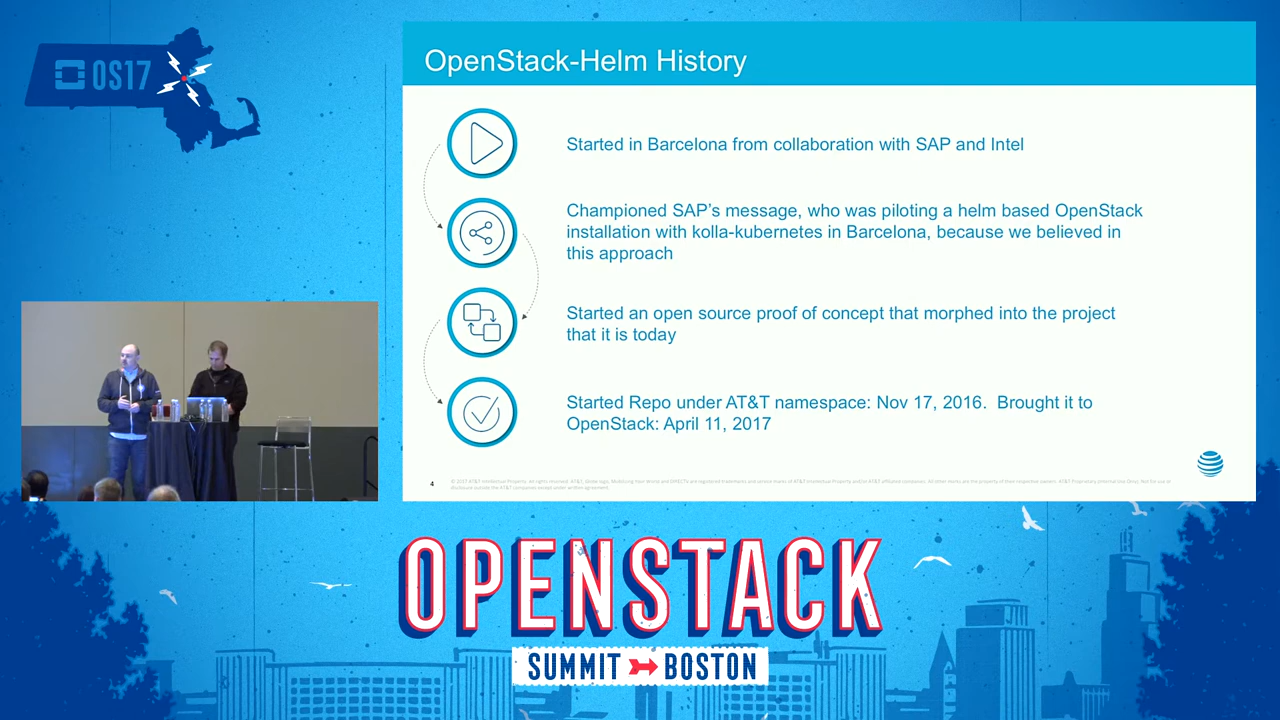 OS17
OpenStack-Helm History
Started in Barcelona from collaboration with SAP and Intel
Championed SAP's message, who was piloting a helm based OpenStack
installation with kolla-kubernetes in Barcelona, because we believed in
this approach
Started an open source proof of concept that morphed into the project
that it is today
Started Repo under AT&T namespace: Nov 17, 2016.  Brought it to
OpenStack: April 11, 2017
4
OPENSTACK
SUMMIT BOSTON